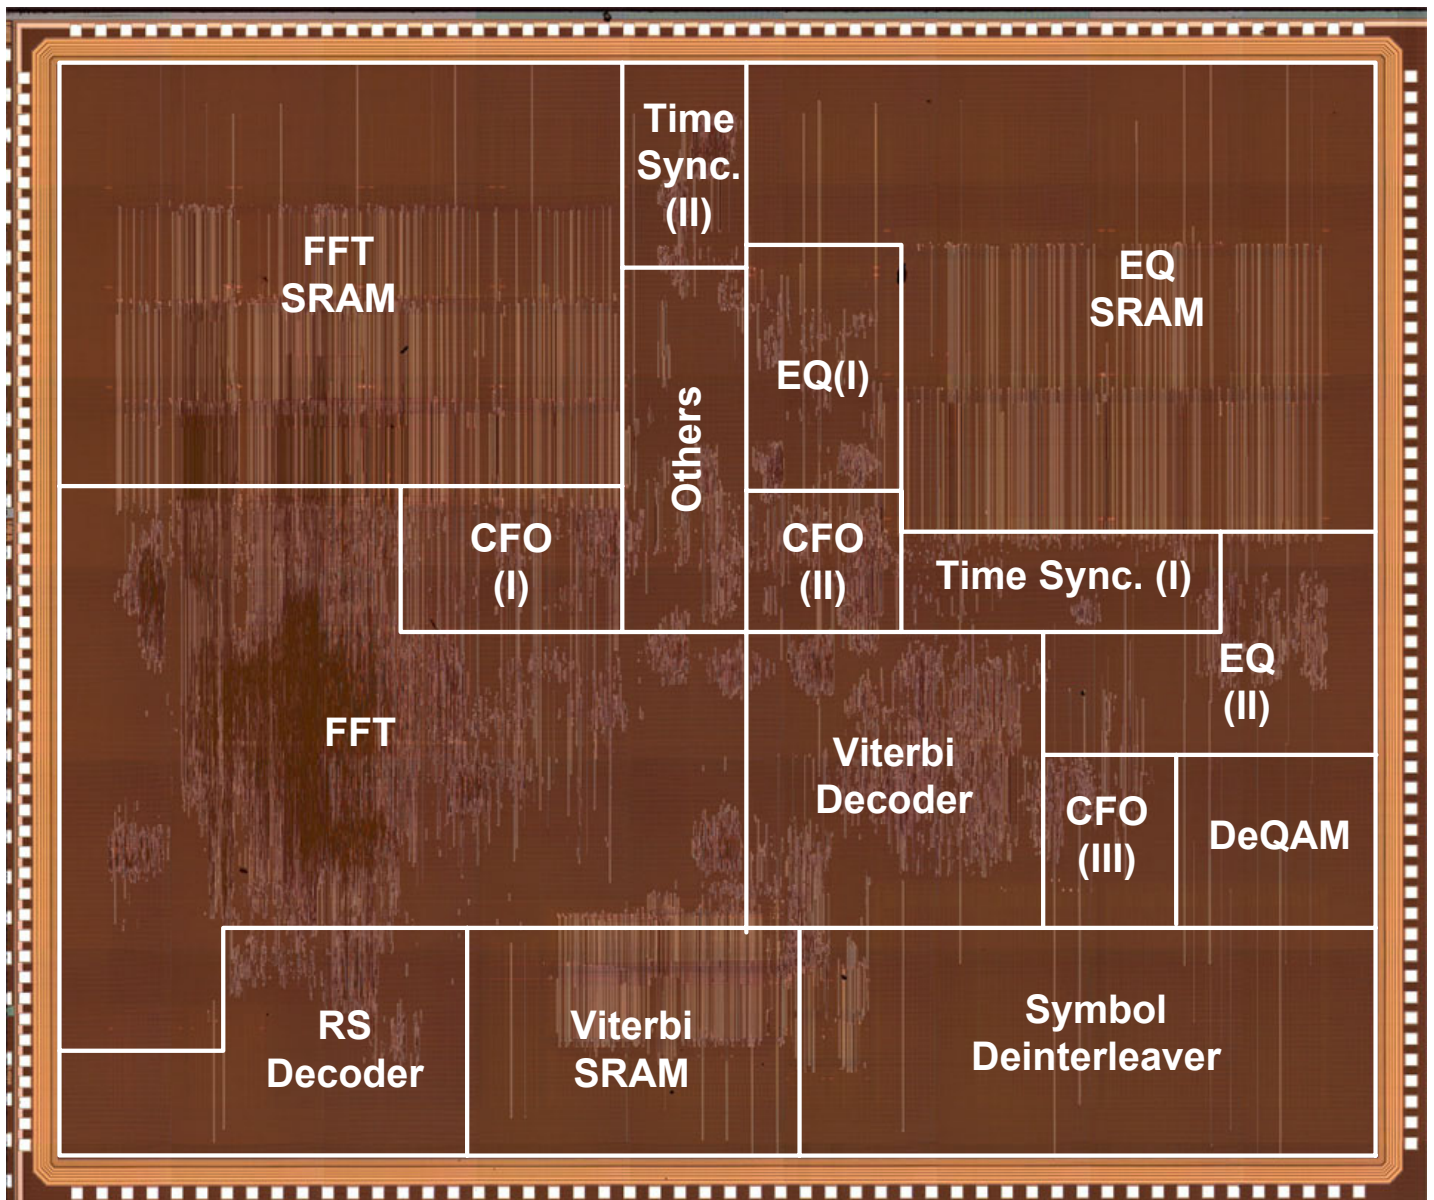 Time
Sync.
(II)
FFT
SRAM
EQ
SRAM
EQ(I)
Others
CFO
(I)
CFO
(II)
Time Sync. (I)
EQ
(II)
FFT
Viterbi
Decoder
CFO
(III)
DeQAM
RS
Decoder
Viterbi
SRAM
Symbol
Deinterleaver